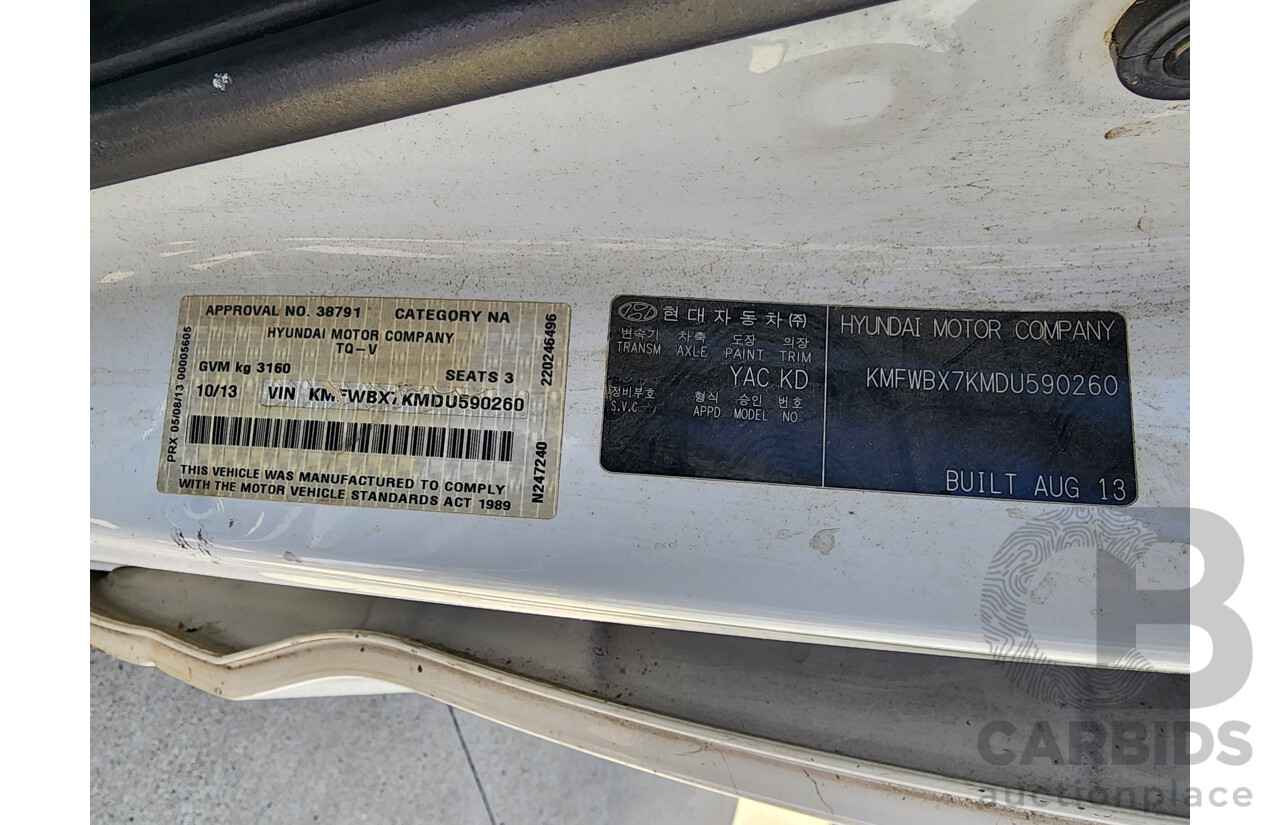 APPROVAL NO. 38791 CATEGORY NA
HYUNDAI MOTOR COMPANY
TQ-V
GVM kg 3160 SEATS 3
10/13 VIN KMFWBX7KMDU590260
THIS VEHICLE WAS MANUFACTURED TO COMPLY
WITH THE MOTOR VEHICLE STANDARDS ACT 1989
PRX 05/08/13 00005605
220246496
N247240
현대자동차(주)
변속기 차축 도장 의장
TRANSM AXLE PAINT TRIM
YAC KD
정비부호 형식 승인 번호
S.V.C APPD MODEL NO
HYUNDAI MOTOR COMPANY
KMFWBX7KMDU590260
BUILT AUG 13
CB
CARBIDS
auctionplace